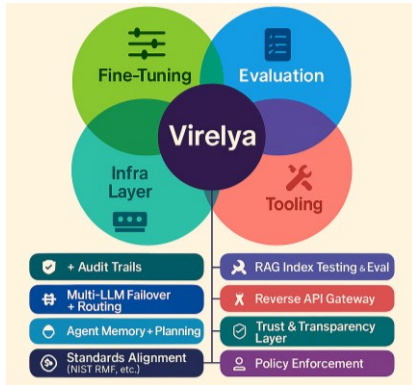 Fine-Tuning
Evaluation
Virelya
Infra
Layer
Tooling
+ Audit Trails
RAG Index Testing & Eval
Multi-LLM Failover
+ Routing
Reverse API Gateway
Agent Memory + Planning
Trust & Transparency
Layer
Standards Alignment
(NIST RMF, etc.)
Policy Enforcement